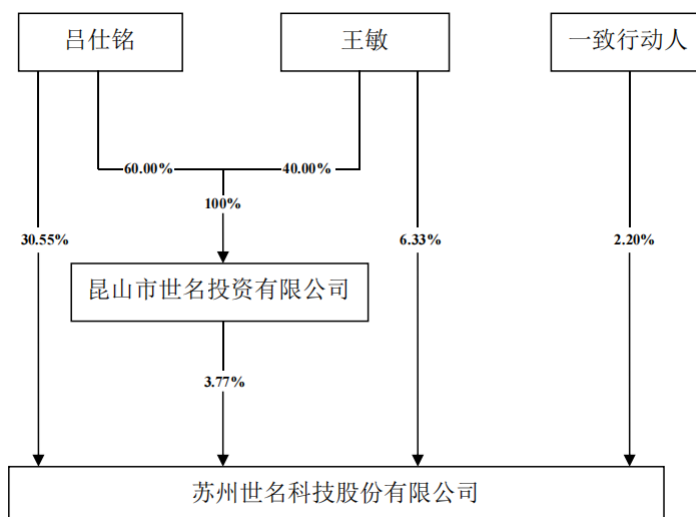 吕仕铭
王敏
一致行动人
60.00%
40.00%
100%
30.55%
6.33%
2.20%
昆山市世名投资有限公司
3.77%
苏州世名科技股份有限公司